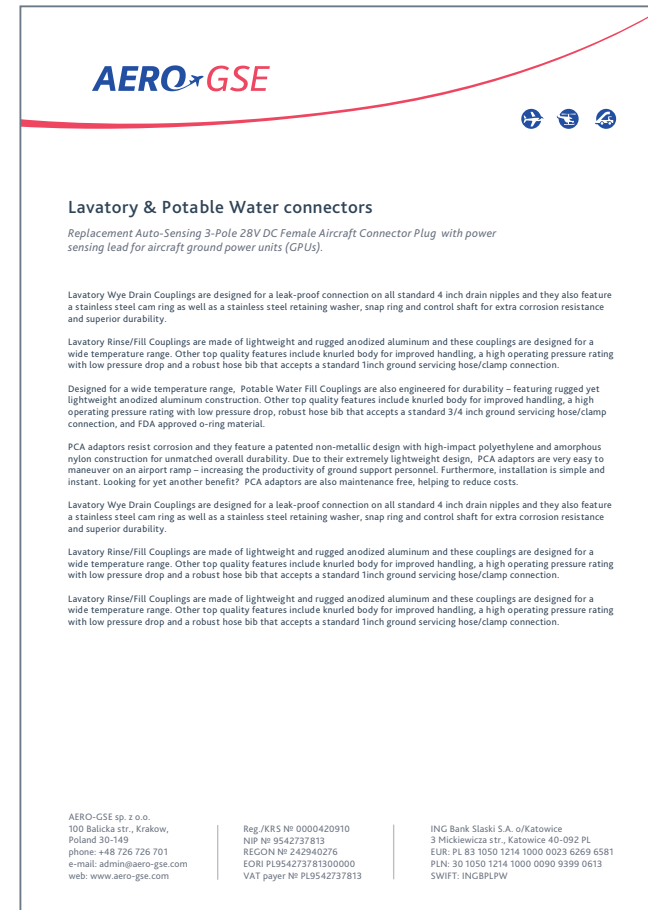 AERO GSE
Lavatory & Potable Water connectors
Replacement Auto-Sensing 3-Pole 28V DC Female Aircraft Connector Plug with power
sensing lead for aircraft ground power units (GPUs).
Lavatory Wye Drain Couplings are designed for a leak-proof connection on all standard 4 inch drain nipples and they also feature
a stainless steel cam ring as well as a stainless steel retaining washer, snap ring and control shaft for extra corrosion resistance
and superior durability.
Lavatory Rinse/Fill Couplings are made of lightweight and rugged anodized aluminum and these couplings are designed for a
wide temperature range. Other top quality features include knurled body for improved handling, a high operating pressure rating
with low pressure drop and a robust hose bib that accepts a standard 1inch ground servicing hose/clamp connection.
Designed for a wide temperature range, Potable Water Fill Couplings are also engineered for durability – featuring rugged yet
lightweight anodized aluminum construction. Other top quality features include knurled body for improved handling, a high
operating pressure rating with low pressure drop, robust hose bib that accepts a standard 3/4 inch ground servicing hose/clamp
connection, and FDA approved o-ring material.
PCA adaptors resist corrosion and they feature a patented non-metallic design with high-impact polyethylene and amorphous
nylon construction for unmatched overall durability. Due to their extremely lightweight design, PCA adaptors are very easy to
maneuver on an airport ramp – increasing the productivity of ground support personnel. Furthermore, installation is simple and
instant. Looking for yet another benefit? PCA adaptors are also maintenance free, helping to reduce costs.
Lavatory Wye Drain Couplings are designed for a leak-proof connection on all standard 4 inch drain nipples and they also feature
a stainless steel cam ring as well as a stainless steel retaining washer, snap ring and control shaft for extra corrosion resistance
and superior durability.
Lavatory Rinse/Fill Couplings are made of lightweight and rugged anodized aluminum and these couplings are designed for a
wide temperature range. Other top quality features include knurled body for improved handling, a high operating pressure rating
with low pressure drop and a robust hose bib that accepts a standard 1inch ground servicing hose/clamp connection.
Lavatory Rinse/Fill Couplings are made of lightweight and rugged anodized aluminum and these couplings are designed for a
wide temperature range. Other top quality features include knurled body for improved handling, a high operating pressure rating
with low pressure drop and a robust hose bib that accepts a standard 1inch ground servicing hose/clamp connection.
AERO-GSE sp. z o.o.
100 Balicka str., Krakow,
Poland 30-149
phone: +48 726 726 701
e-mail: admin@aero-gse.com
web: www.aero-gse.com
Reg./KRS № 0000420910
NIP № 9542737813
REGON № 242940276
EORI PL954273781300000
VAT payer № PL9542737813
ING Bank Slaski S.A. o/Katowice
3 Mickiewicza str., Katowice 40-092 PL
EUR: PL 83 1050 1214 1000 0023 6269 6581
PLN: 30 1050 1214 1000 0090 9399 0613
SWIFT: INGBPLPW